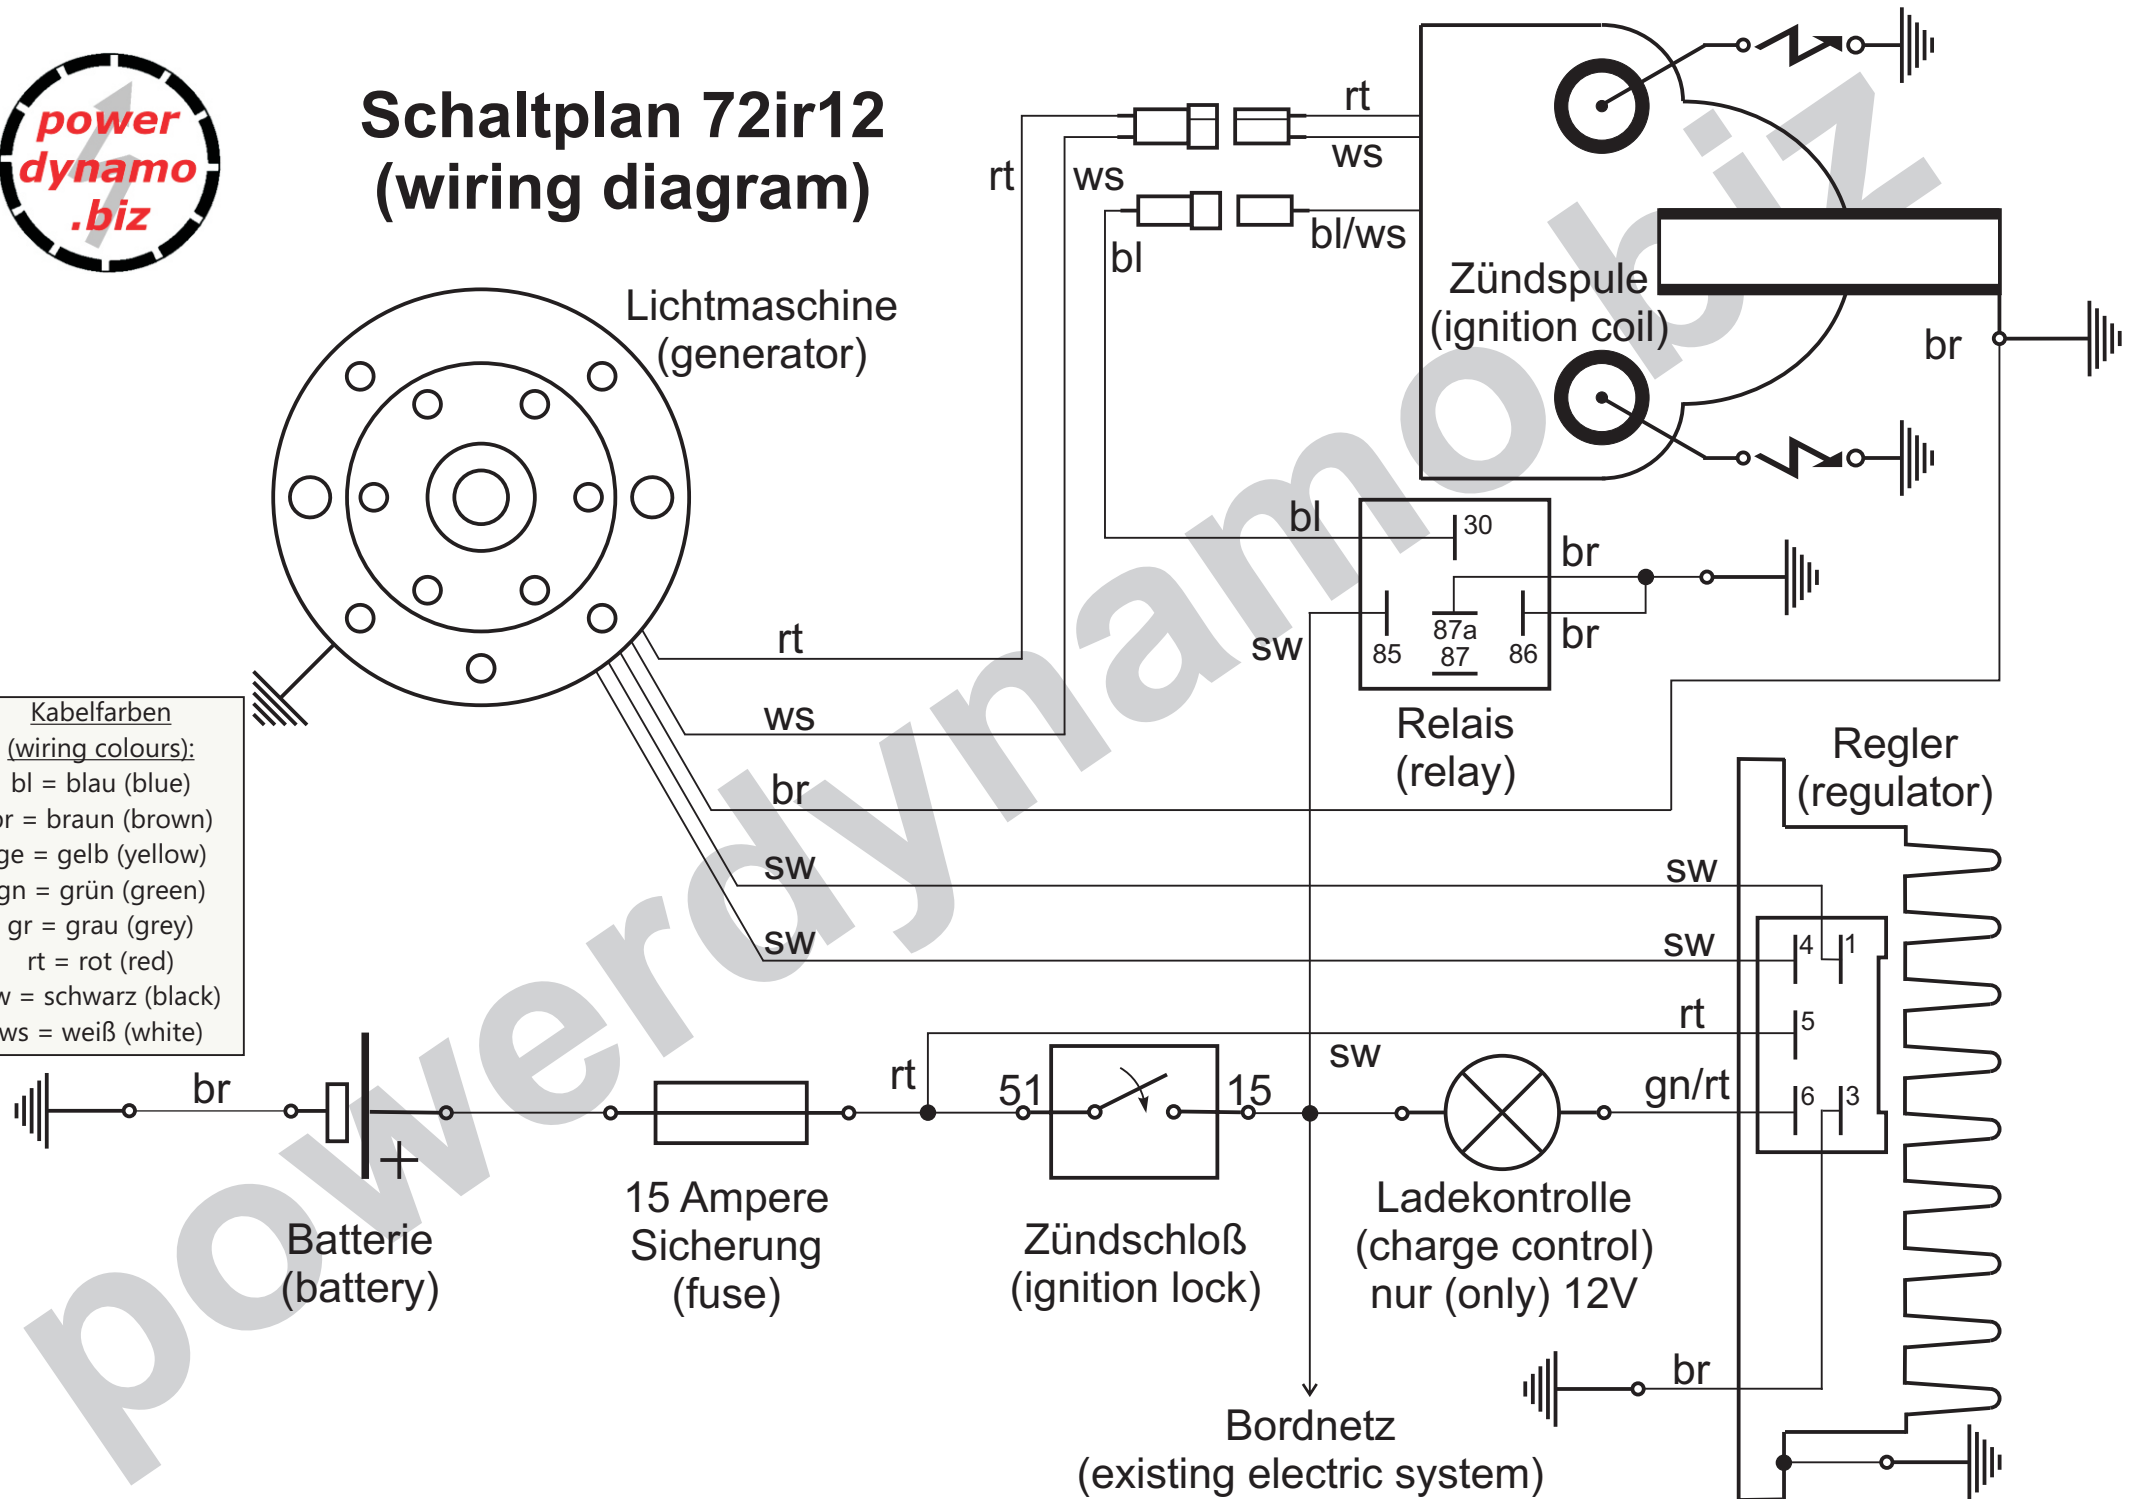 power
dynamo
.biz
Schaltplan 72ir12
(wiring diagram)
rt
ws
rt
ws
bl/ws
bl
Zündspule
(ignition coil)
br
Lichtmaschine
(generator)
bl
30
br
85
87a
87
86
br
sw
Relais
(relay)
rt
ws
br
sw
sw
sw
sw
Regler
(regulator)
4
1
5
6
3
rt
gn/rt
br
Kabelfarben
(wiring colours):
bl = blau (blue)
br = braun (brown)
ge = gelb (yellow)
gn = grün (green)
gr = grau (grey)
rt = rot (red)
w = schwarz (black)
ws = weiß (white)
br
rt
51
15
sw
Batterie
(battery)
15 Ampere
Sicherung
(fuse)
Zündschloß
(ignition lock)
Ladekontrolle
(charge control)
nur (only) 12V
Bordnetz
(existing electric system)
powerdynamo biz